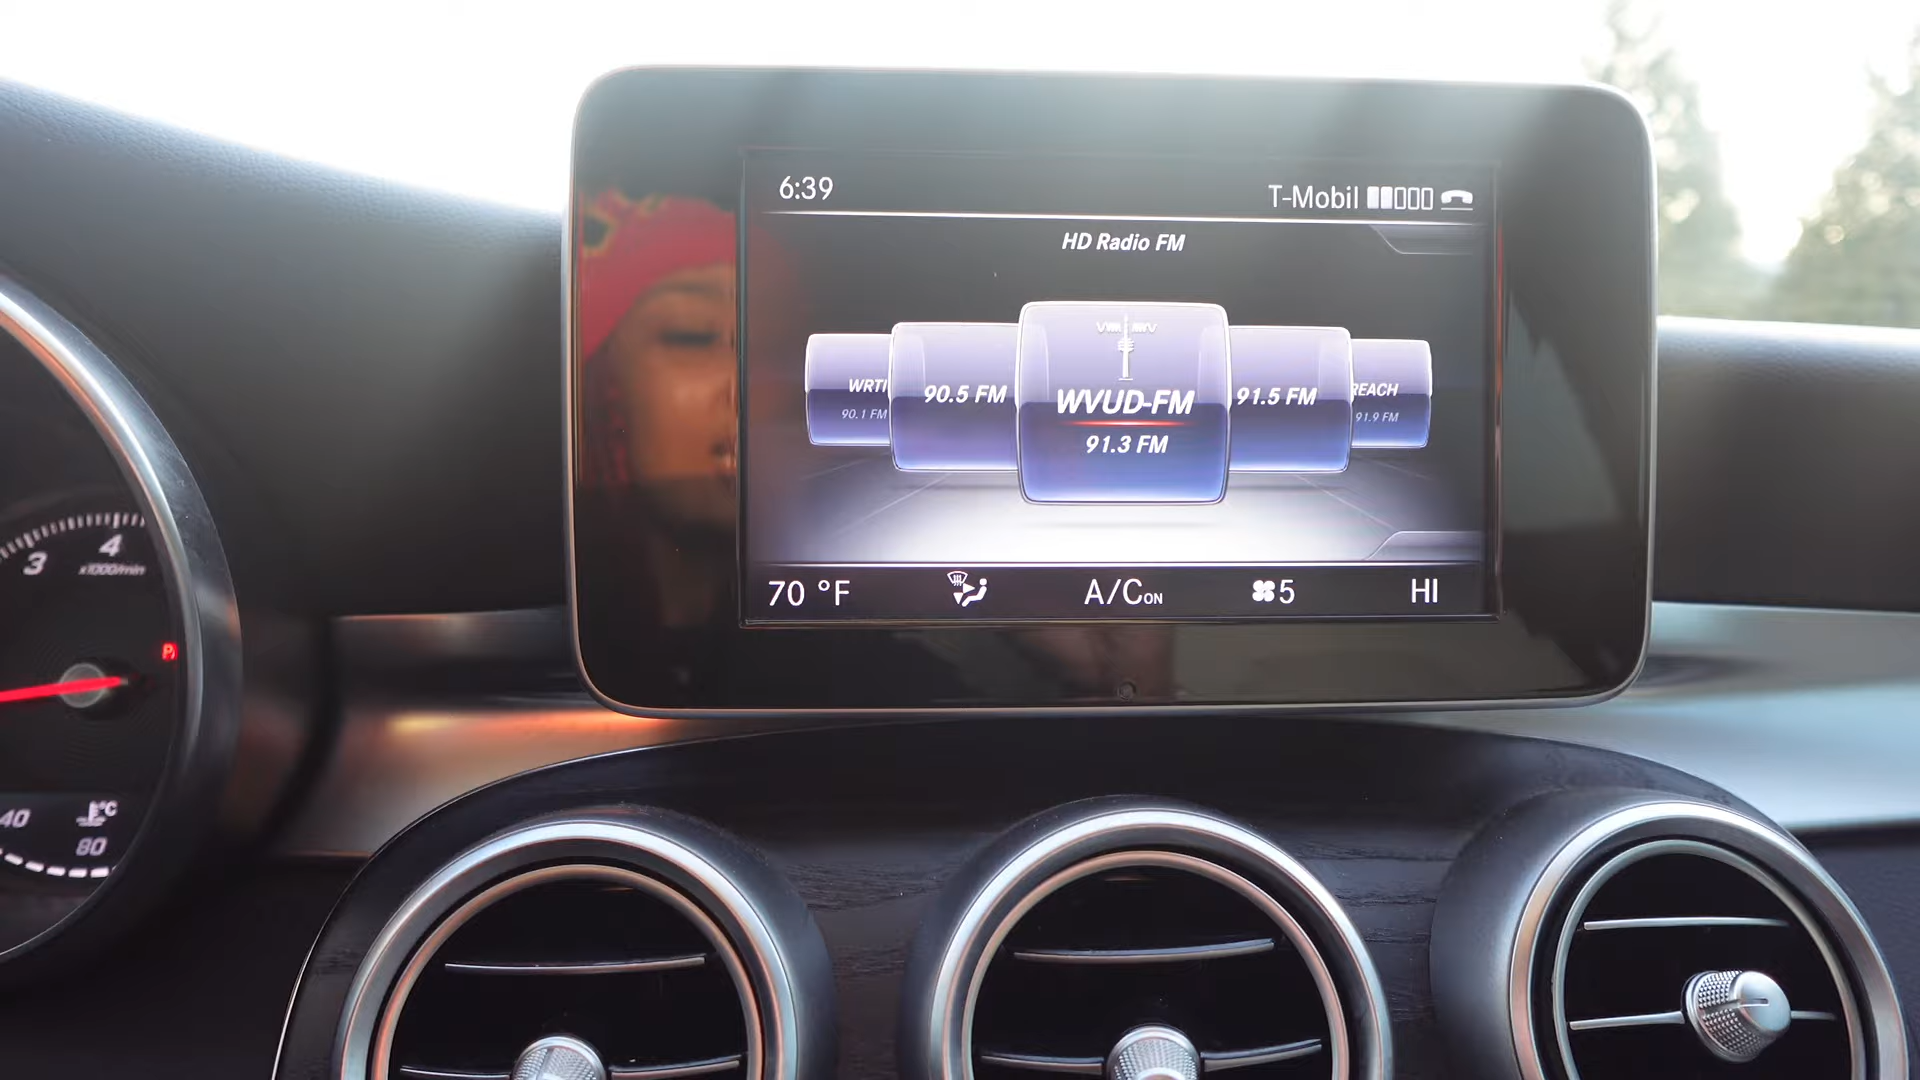 6:39
T-Mobil
HD Radio FM
WRTI
90.1 FM
90.5 FM
WVUD-FM
91.3 FM
91.5 FM
REACH
91.9 FM
70 °F
A/C ON
5
HI
3
4
x1000/min
P
40
°C
80